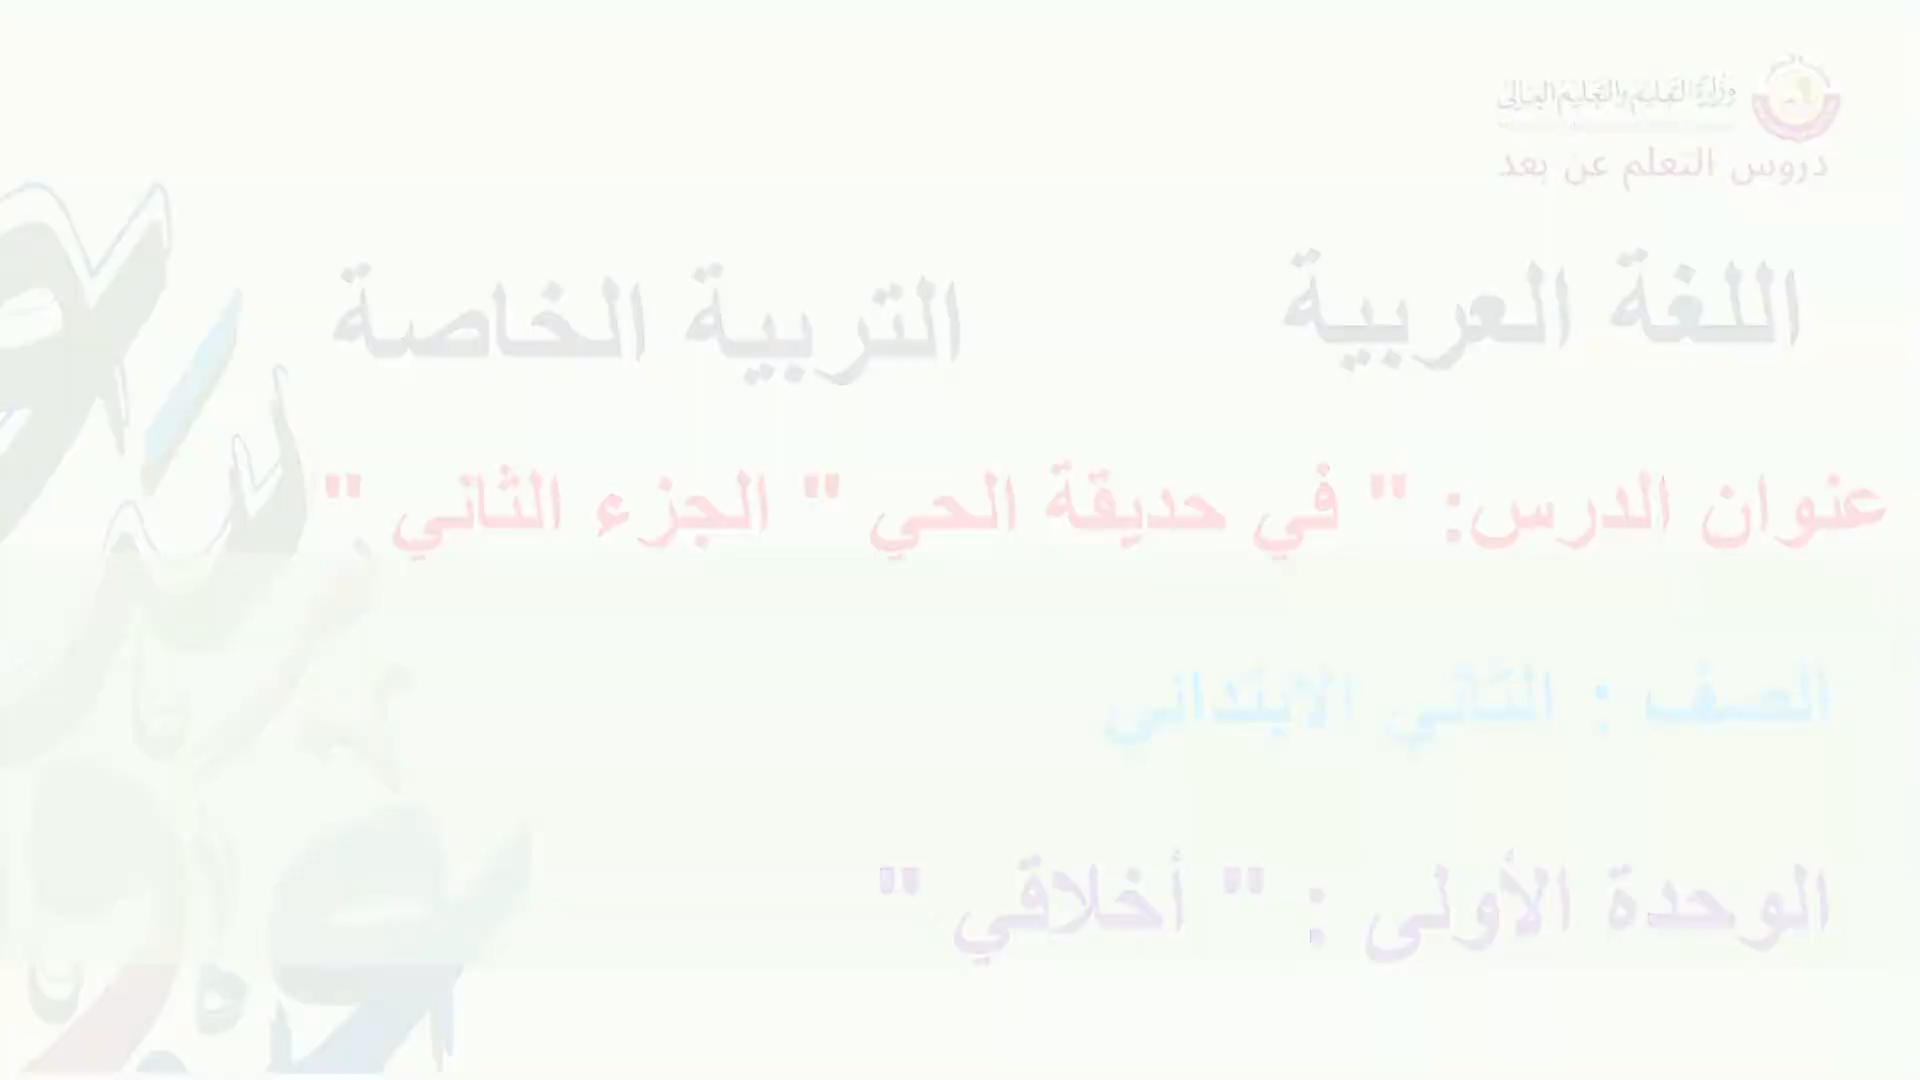 وزارة التعليم والتعليم العالي
دروس التعلم عن بعد
اللغة العربية التربية الخاصة
عنوان الدرس: " في حديقة الحي " الجزء الثاني "
الصف : الثاني الابتدائي
الوحدة الأولى : " أخلاقي "